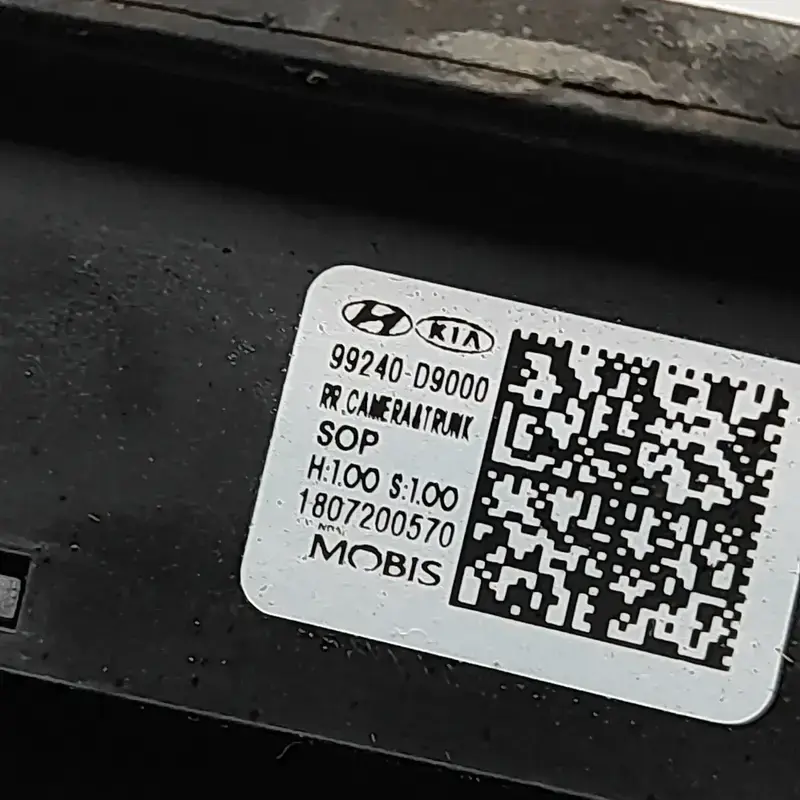 KIA
99240-D9000
RR.CAMERA&TRUNK
SOP
H:1.00 S:1.00
1807200570
MOBIS